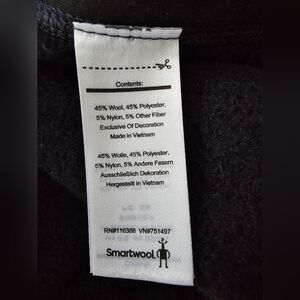 Contents:
45% Wool, 45% Polyester,
5% Nylon, 5% Other Fiber
Exclusive Of Decoration
Made in Vietnam
45% Wolle, 45% Polyester,
5% Nylon, 5% Andere Fasern
Ausschließlich Dekoration
Hergestellt in Vietnam
RN#116388 VN#751497
Smartwool